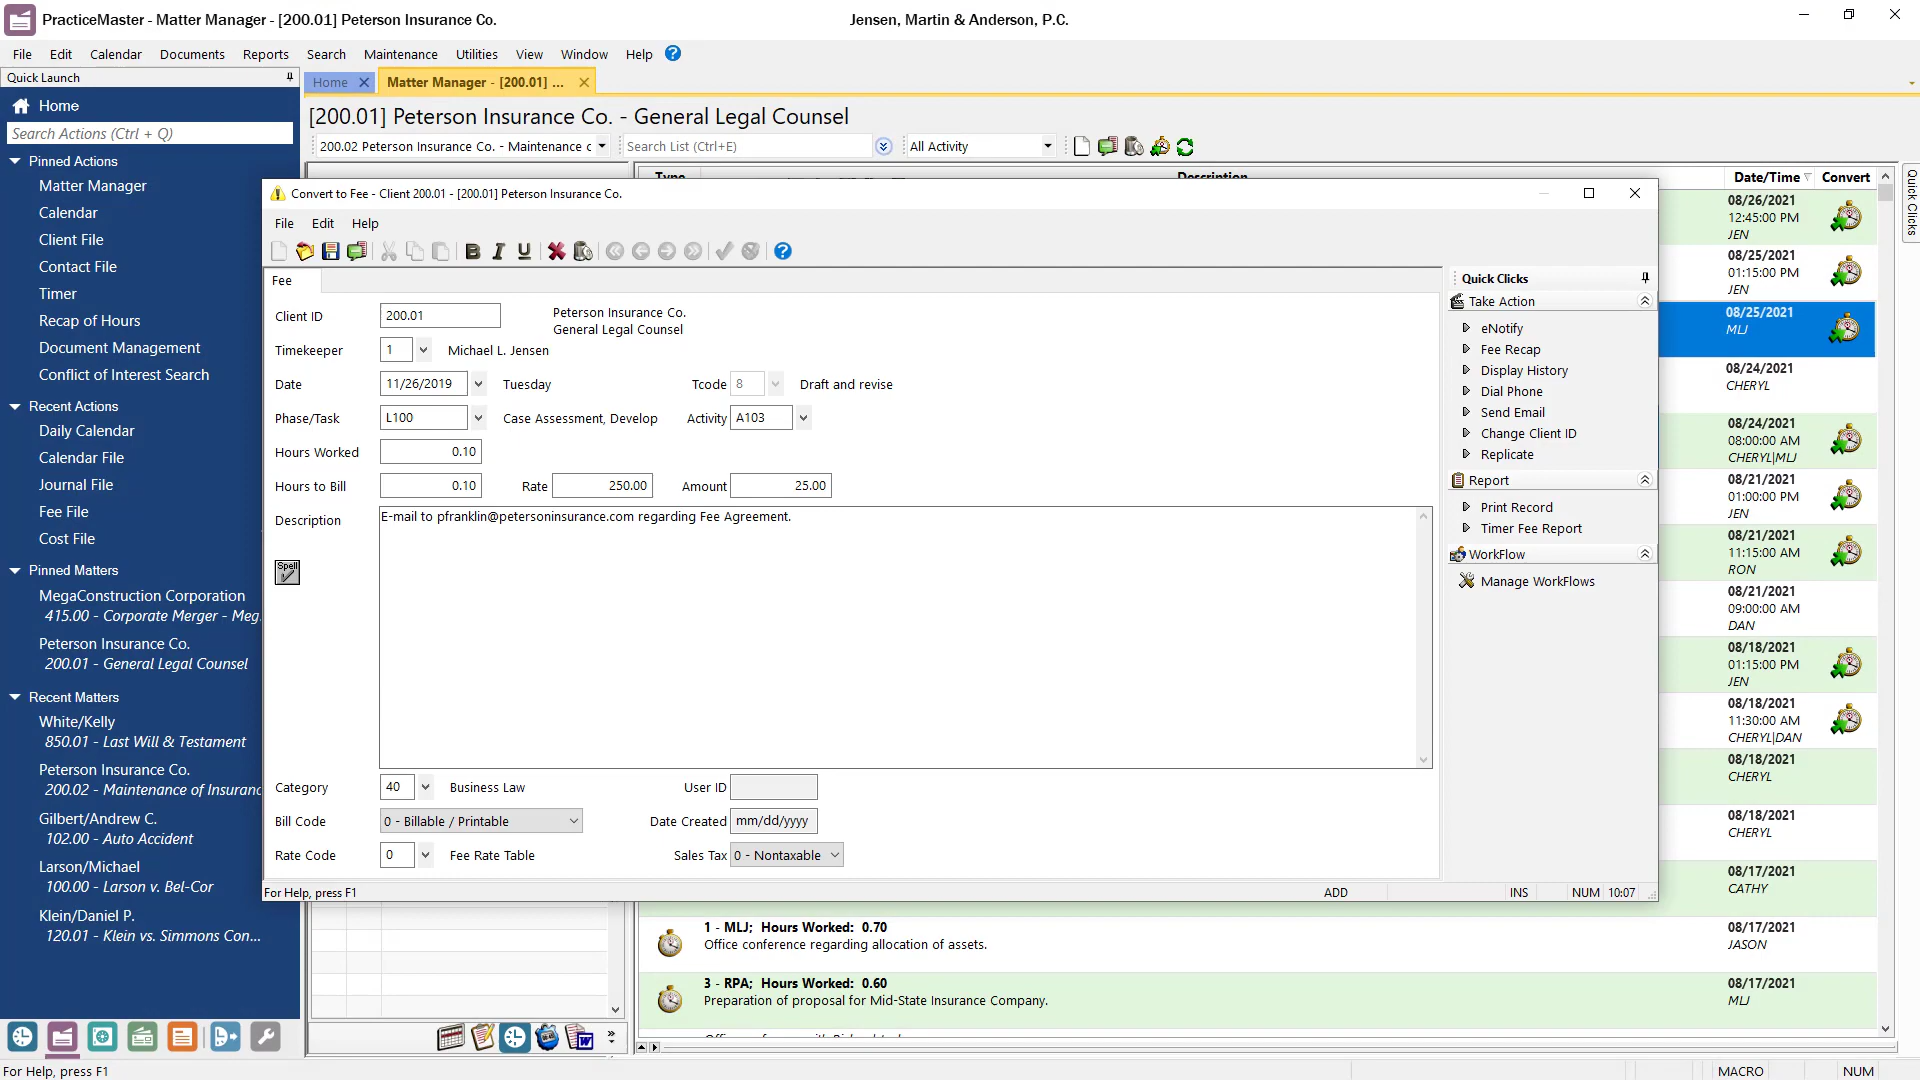 PracticeMaster - Matter Manager - [200.01] Peterson Insurance Co.
Jensen, Martin & Anderson, P.C.
File Edit Calendar Documents Reports Search Maintenance Utilities View Window Help
Quick Launch
Home
Search Actions (Ctrl + Q)
Pinned Actions
Matter Manager
Calendar
Client File
Contact File
Timer
Recap of Hours
Document Management
Conflict of Interest Search
Recent Actions
Daily Calendar
Calendar File
Journal File
Fee File
Cost File
Pinned Matters
MegaConstruction Corporation
415.00 - Corporate Merger - Meg
Peterson Insurance Co.
200.01 - General Legal Counsel
Recent Matters
White/Kelly
850.01 - Last Will & Testament
Peterson Insurance Co.
200.02 - Maintenance of Insuranc
Gilbert/Andrew C.
102.00 - Auto Accident
Larson/Michael
100.00 - Larson v. Bel-Cor
Klein/Daniel P.
120.01 - Klein vs. Simmons Con...
Home
Matter Manager - [200.01] ...
[200.01] Peterson Insurance Co. - General Legal Counsel
200.02 Peterson Insurance Co. - Maintenance c
Search List (Ctrl+E)
All Activity
Type Description Date/Time Convert
Quick Clicks
Convert to Fee - Client 200.01 - [200.01] Peterson Insurance Co.
File Edit Help
B I U
Fee
Client ID 200.01 Peterson Insurance Co.
General Legal Counsel
Timekeeper 1 Michael L. Jensen
Date 11/26/2019 Tuesday Tcode 8 Draft and revise
Phase/Task L100 Case Assessment, Develop Activity A103
Hours Worked 0.10
Hours to Bill 0.10 Rate 250.00 Amount 25.00
Description E-mail to pfranklin@petersoninsurance.com regarding Fee Agreement.
Spell
Category 40 Business Law User ID
Bill Code 0 - Billable / Printable Date Created mm/dd/yyyy
Rate Code 0 Fee Rate Table Sales Tax 0 - Nontaxable
For Help, press F1 ADD INS NUM 10:07
Quick Clicks
Take Action
eNotify
Fee Recap
Display History
Dial Phone
Send Email
Change Client ID
Replicate
Report
Print Record
Timer Fee Report
WorkFlow
Manage WorkFlows
08/26/2021
12:45:00 PM
JEN
08/25/2021
01:15:00 PM
JEN
08/25/2021
MLJ
08/24/2021
CHERYL
08/24/2021
08:00:00 AM
CHERYL|MLJ
08/21/2021
01:00:00 PM
JEN
08/21/2021
11:15:00 AM
RON
08/21/2021
09:00:00 AM
DAN
08/18/2021
01:15:00 PM
JEN
08/18/2021
11:30:00 AM
CHERYL|DAN
08/18/2021
CHERYL
08/18/2021
CHERYL
08/17/2021
CATHY
1 - MLJ; Hours Worked: 0.70 08/17/2021
Office conference regarding allocation of assets. JASON
3 - RPA; Hours Worked: 0.60 08/17/2021
Preparation of proposal for Mid-State Insurance Company. MLJ
For Help, press F1 MACRO NUM